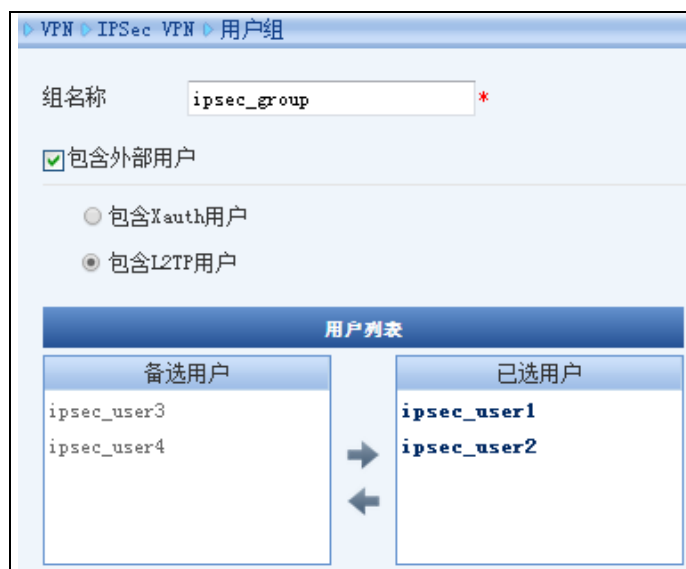 VPN IPSec VPN 用户组
组名称 ipsec_group *
包含外部用户
包含Xauth用户
包含L2TP用户
用户列表
备选用户 已选用户
ipsec_user3 ipsec_user1
ipsec_user4 ipsec_user2